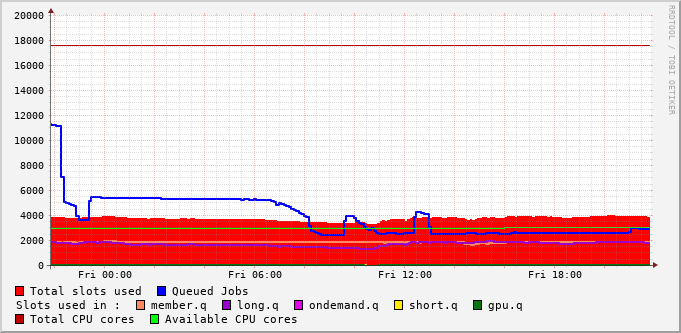 20000
18000
16000
14000
12000
10000
8000
6000
4000
2000
0
Fri 00:00 Fri 06:00 Fri 12:00 Fri 18:00
Total slots used Queued Jobs
Slots used in : member.q long.q ondemand.q short.q gpu.q
Total CPU cores Available CPU cores
RRDTOOL / TOBI OETIKER